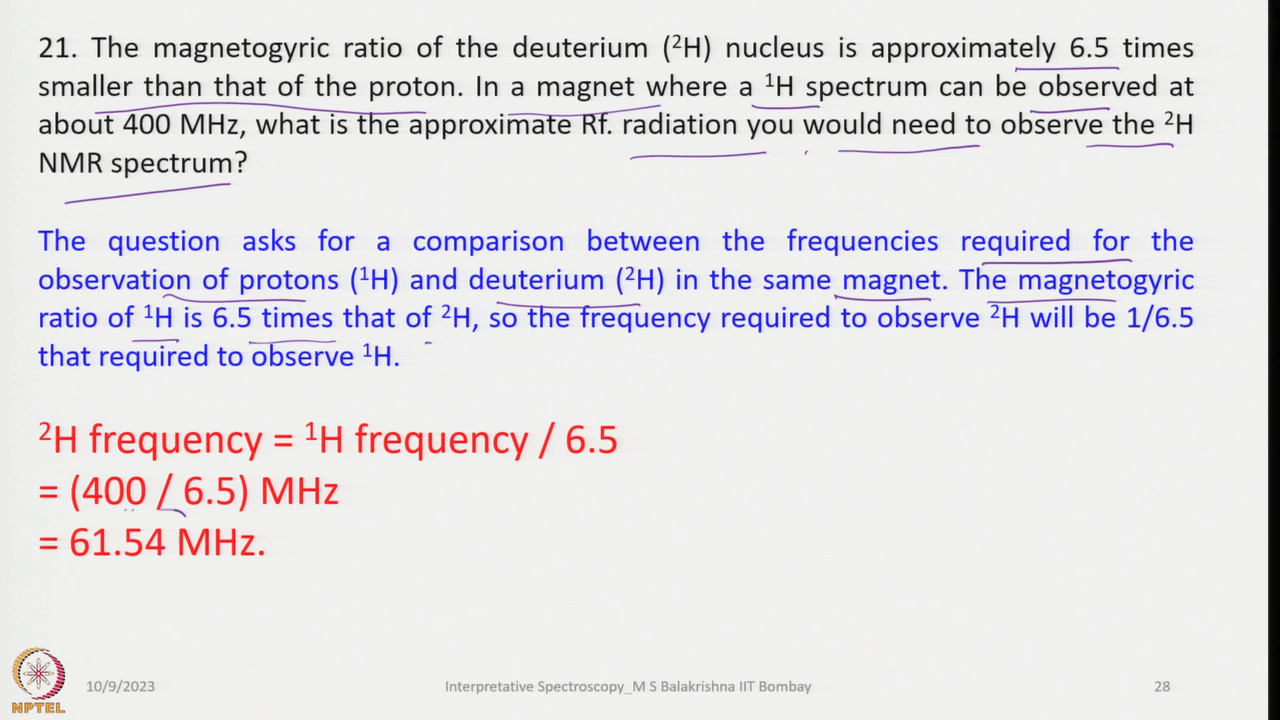 21. The magnetogyric ratio of the deuterium (²H) nucleus is approximately 6.5 times
smaller than that of the proton. In a magnet where a ¹H spectrum can be observed at
about 400 MHz, what is the approximate Rf. radiation you would need to observe the ²H
NMR spectrum?
The question asks for a comparison between the frequencies required for the
observation of protons (¹H) and deuterium (²H) in the same magnet. The magnetogyric
ratio of ¹H is 6.5 times that of ²H, so the frequency required to observe ²H will be 1/6.5
that required to observe ¹H.
²H frequency = ¹H frequency / 6.5
= (400 / 6.5) MHz
= 61.54 MHz.
NPTEL
10/9/2023
Interpretative Spectroscopy_M S Balakrishna IIT Bombay
28